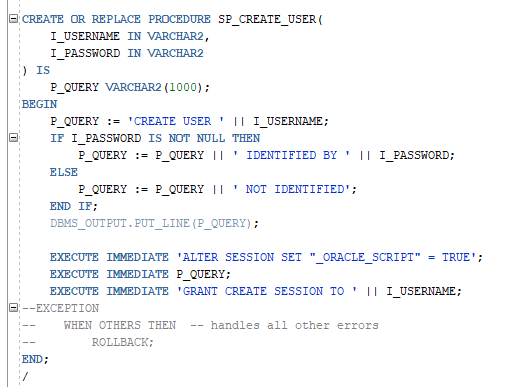 CREATE OR REPLACE PROCEDURE SP_CREATE_USER(
    I_USERNAME IN VARCHAR2,
    I_PASSWORD IN VARCHAR2
) IS
    P_QUERY VARCHAR2(1000);
BEGIN
    P_QUERY := 'CREATE USER ' || I_USERNAME;
    IF I_PASSWORD IS NOT NULL THEN
        P_QUERY := P_QUERY || ' IDENTIFIED BY ' || I_PASSWORD;
    ELSE
        P_QUERY := P_QUERY || ' NOT IDENTIFIED';
    END IF;
    DBMS_OUTPUT.PUT_LINE(P_QUERY);

    EXECUTE IMMEDIATE 'ALTER SESSION SET "_ORACLE_SCRIPT" = TRUE';
    EXECUTE IMMEDIATE P_QUERY;
    EXECUTE IMMEDIATE 'GRANT CREATE SESSION TO ' || I_USERNAME;
--EXCEPTION
--    WHEN OTHERS THEN  -- handles all other errors
--        ROLLBACK;
END;
/